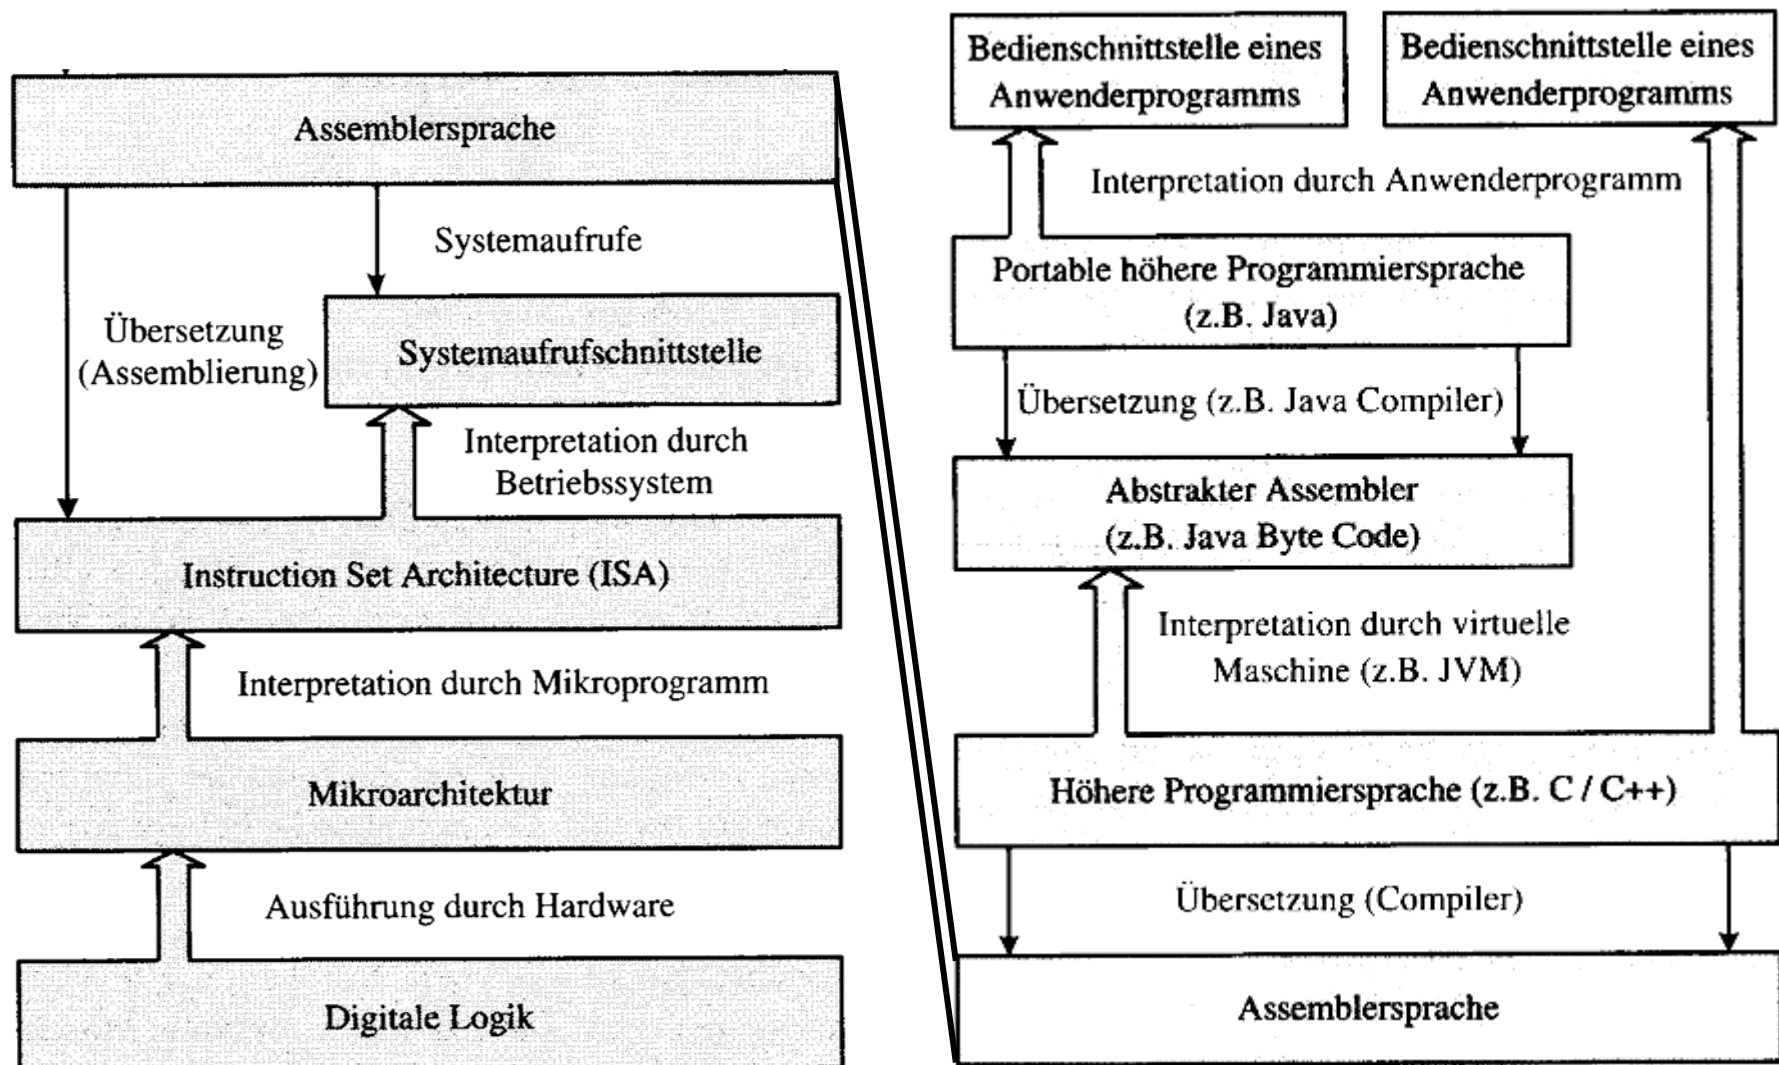 Assemblersprache
Systemaufrufe
Übersetzung
(Assemblierung)
Systemaufrufschnittstelle
Interpretation durch
Betriebssystem
Instruction Set Architecture (ISA)
Interpretation durch Mikroprogramm
Mikroarchitektur
Ausführung durch Hardware
Digitale Logik
Bedienschnittstelle eines
Anwenderprogramms
Bedienschnittstelle eines
Anwenderprogramms
Interpretation durch Anwenderprogramm
Portable höhere Programmiersprache
(z.B. Java)
Übersetzung (z.B. Java Compiler)
Abstrakter Assembler
(z.B. Java Byte Code)
Interpretation durch virtuelle
Maschine (z.B. JVM)
Höhere Programmiersprache (z.B. C / C++)
Übersetzung (Compiler)
Assemblersprache